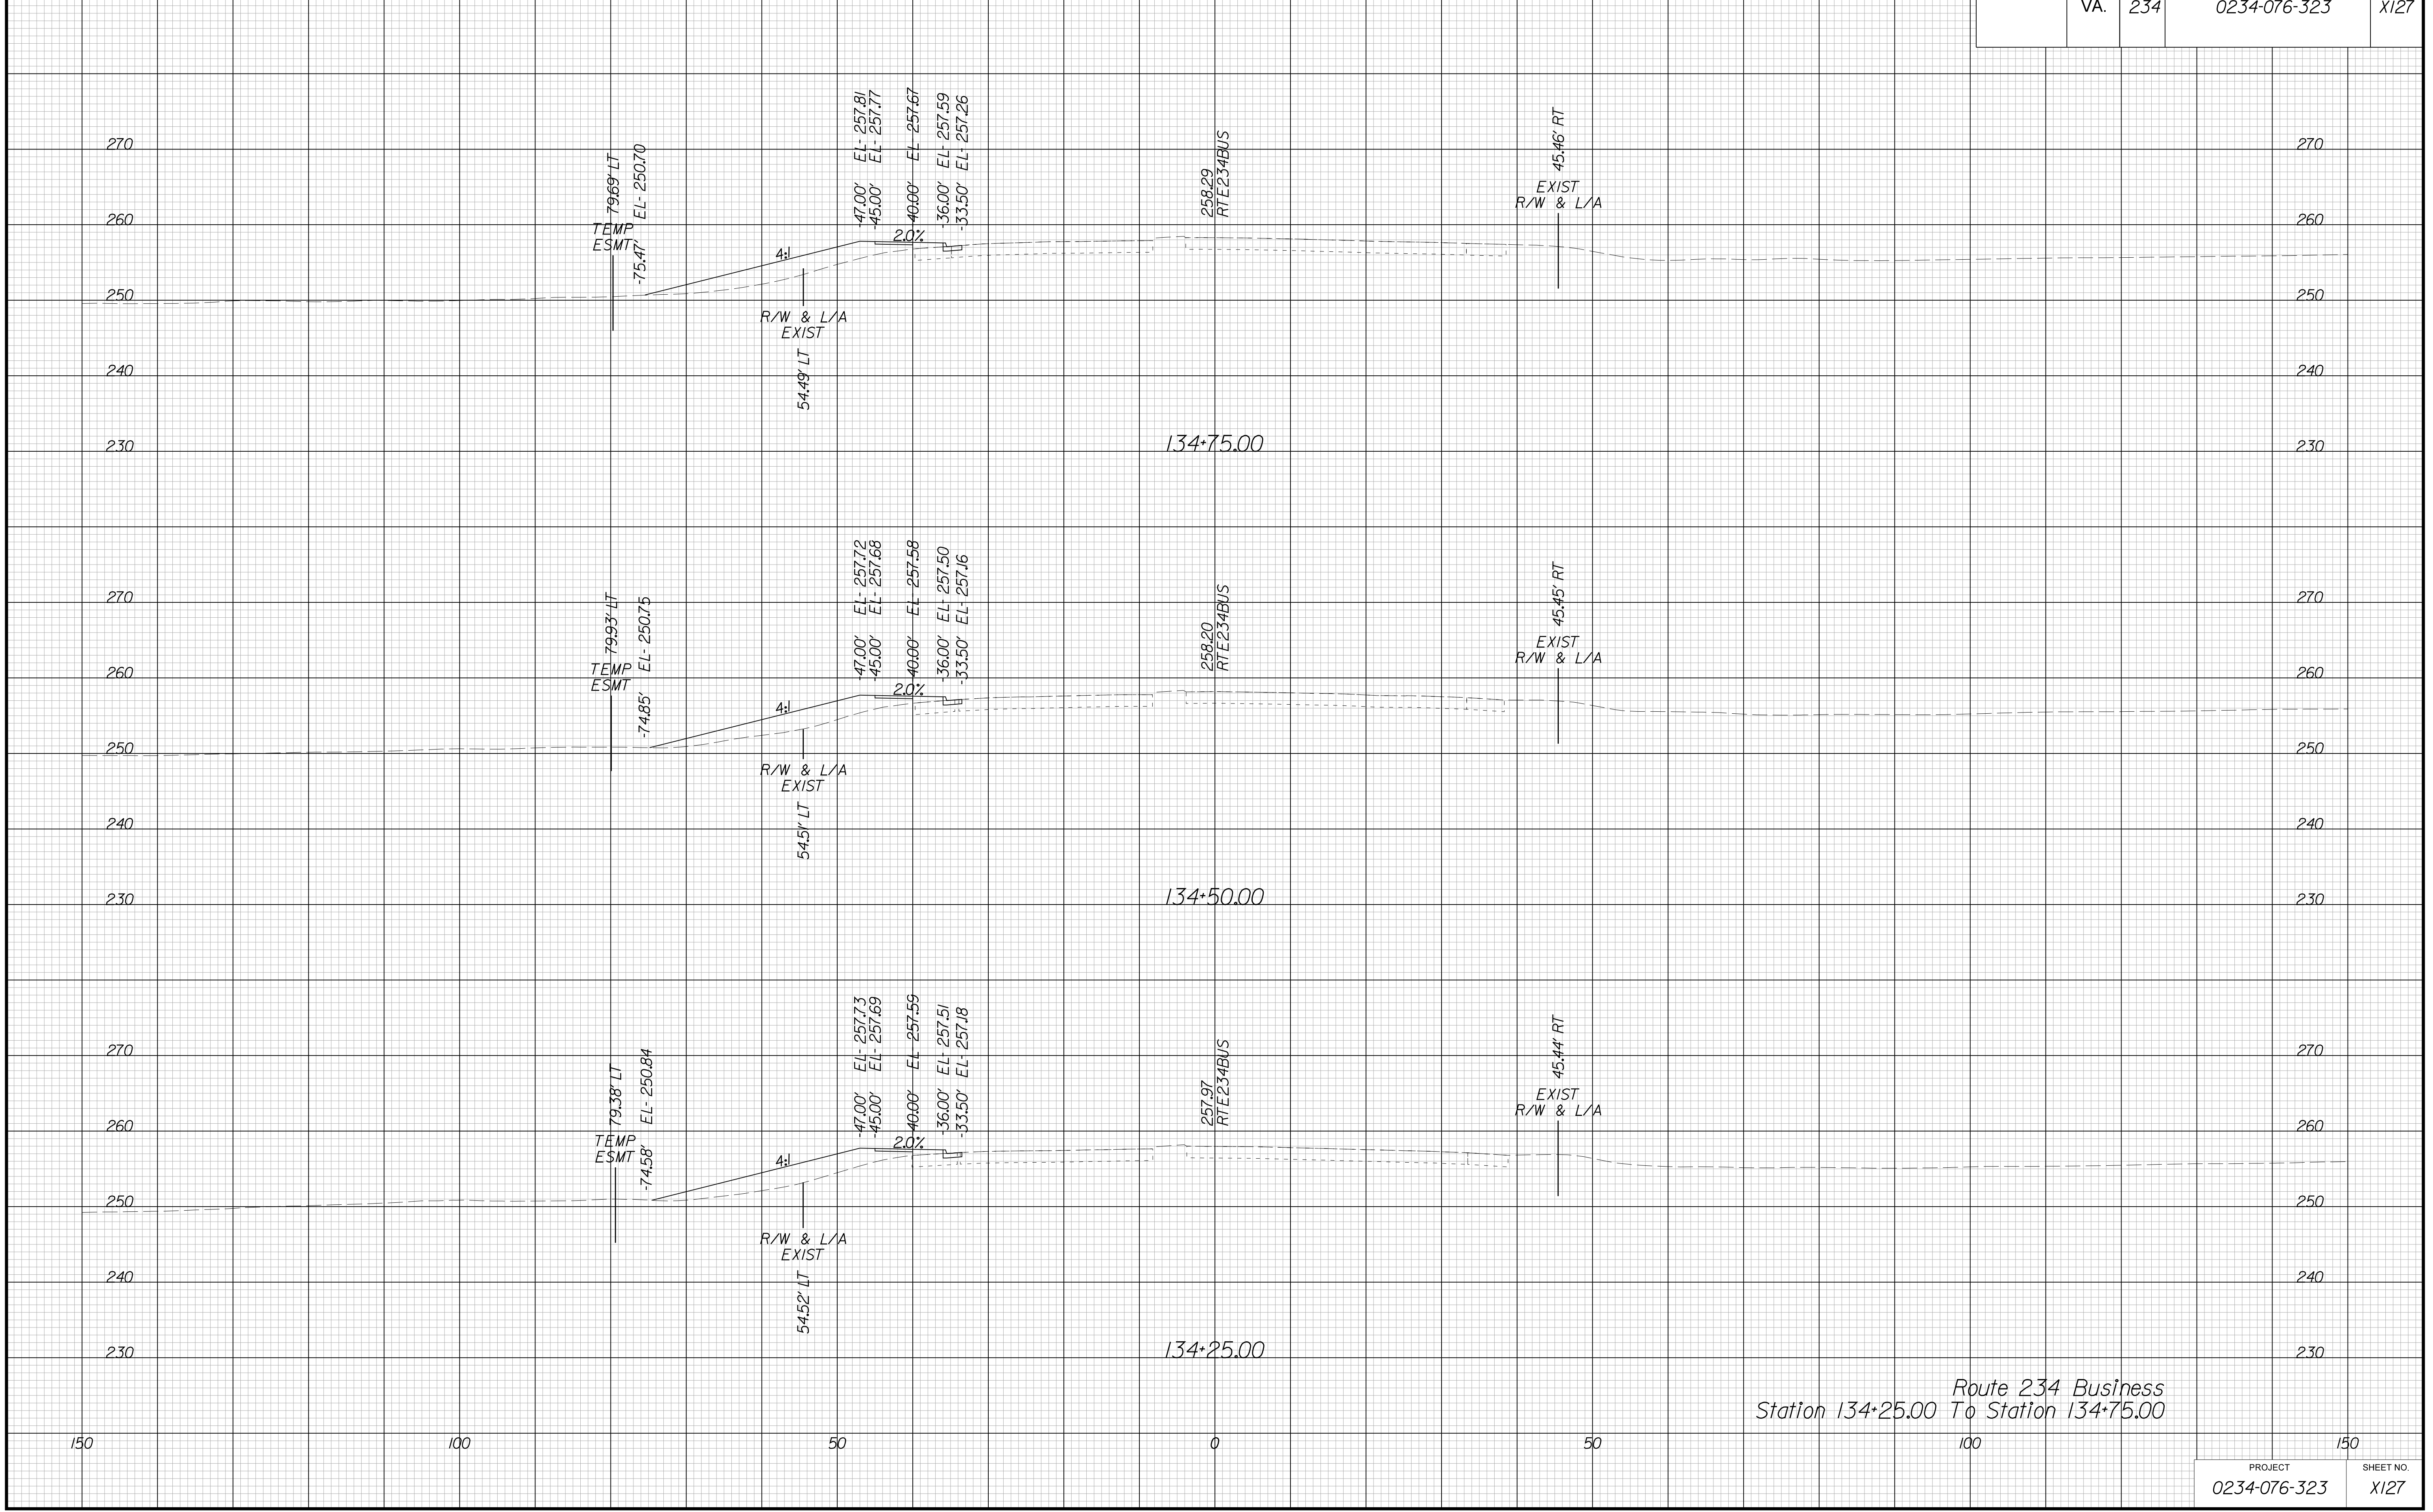 VA. 234 0234-076-323 X127
270 270
260 260
250 250
240 240
230 230
79.69' LT
TEMP
ESMT
-75.47' EL- 250.70
-47.00' EL- 257.81
-45.00' EL- 257.77
-40.00' EL- 257.67
-36.00' EL- 257.59
-33.50' EL- 257.26
2.0%
4:1
R/W & L/A
EXIST
54.49' LT
258.29
RTE234BUS
45.46' RT
EXIST
R/W & L/A
134+75.00
270 270
260 260
250 250
240 240
230 230
79.93' LT
TEMP
ESMT
-74.85' EL- 250.75
-47.00' EL- 257.72
-45.00' EL- 257.68
-40.00' EL- 257.58
-36.00' EL- 257.50
-33.50' EL- 257.16
2.0%
4:1
R/W & L/A
EXIST
54.51' LT
258.20
RTE234BUS
45.45' RT
EXIST
R/W & L/A
134+50.00
270 270
260 260
250 250
240 240
230 230
79.38' LT
TEMP
ESMT
-74.58' EL- 250.84
-47.00' EL- 257.73
-45.00' EL- 257.69
-40.00' EL- 257.59
-36.00' EL- 257.51
-33.50' EL- 257.18
2.0%
4:1
R/W & L/A
EXIST
54.52' LT
257.97
RTE234BUS
45.44' RT
EXIST
R/W & L/A
134+25.00
Route 234 Business
Station 134+25.00 To Station 134+75.00
150 100 50 0 50 100 150
PROJECT SHEET NO.
0234-076-323 X127